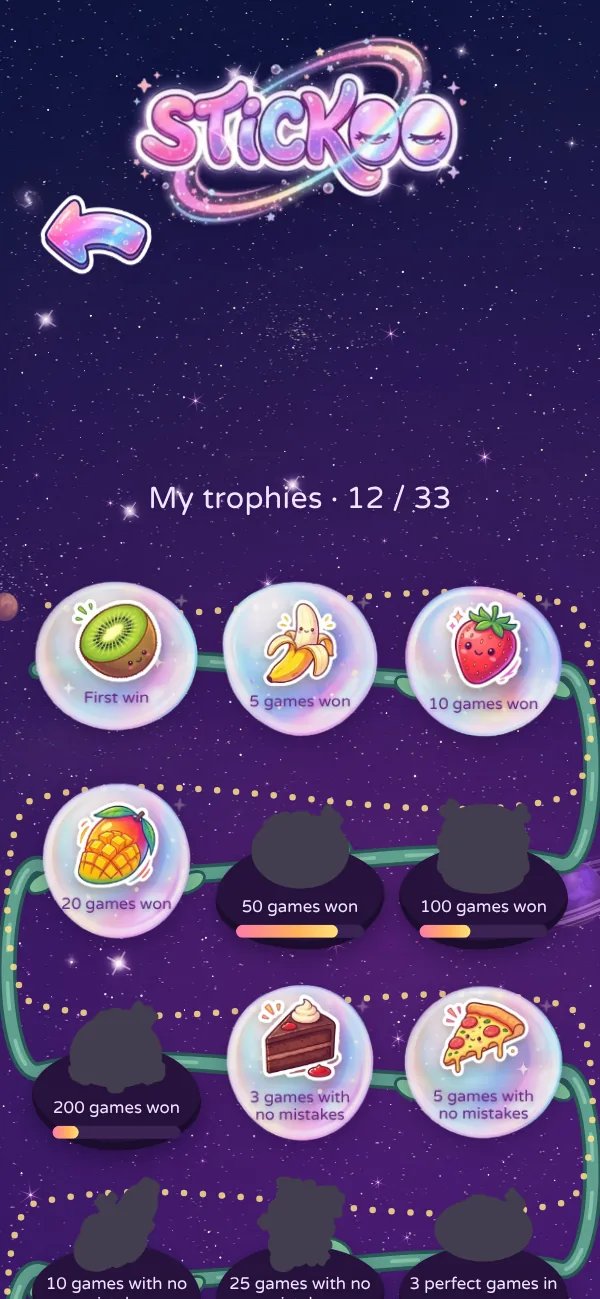 STiCKOO
My trophies · 12 / 33
First win
5 games won
10 games won
20 games won
50 games won
100 games won
200 games won
3 games with
no mistakes
5 games with
no mistakes
10 games with no
25 games with no
3 perfect games in